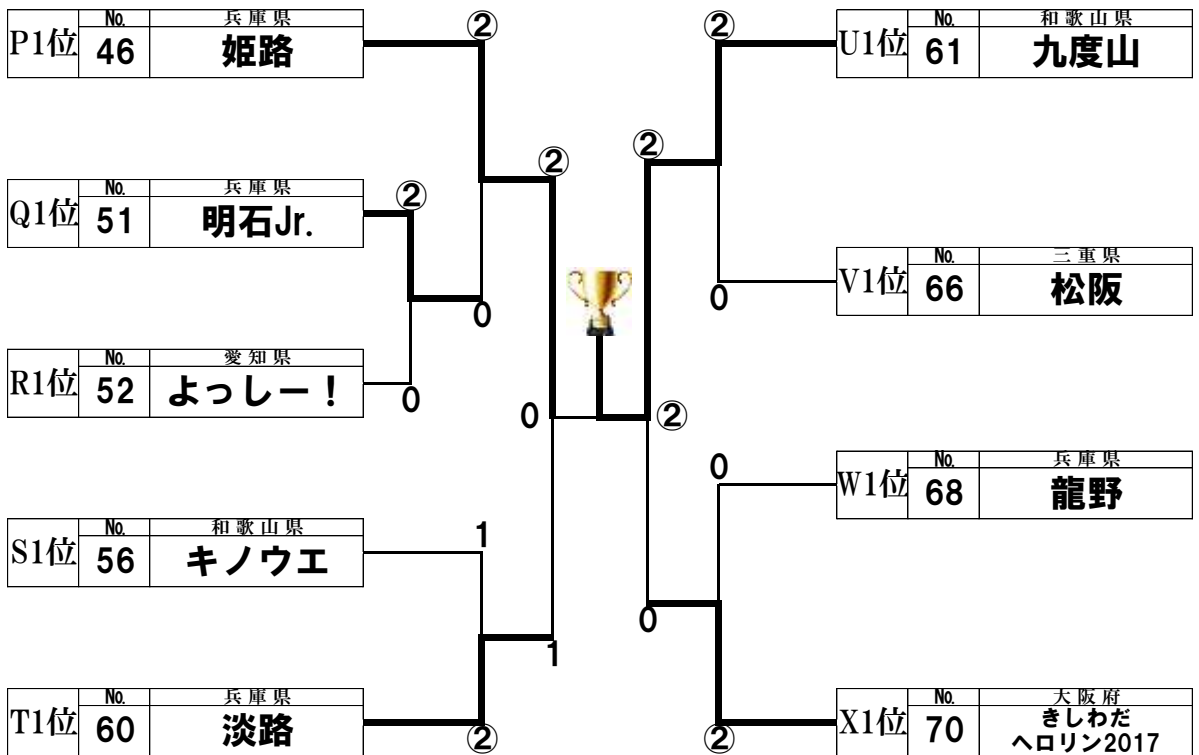 P1位 No. 兵庫県
46 姫路
②
Q1位 No. 兵庫県
51 明石Jr.
②
②
0
R1位 No. 愛知県
52 よっしー！
0
0
S1位 No. 和歌山県
56 キノウエ
1
1
T1位 No. 兵庫県
60 淡路
②
② U1位 No. 和歌山県
61 九度山
②
0 V1位 No. 三重県
66 松阪
②
0 W1位 No. 兵庫県
68 龍野
0
② X1位 No. 大阪府
70 きしわだ
ヘロリン2017